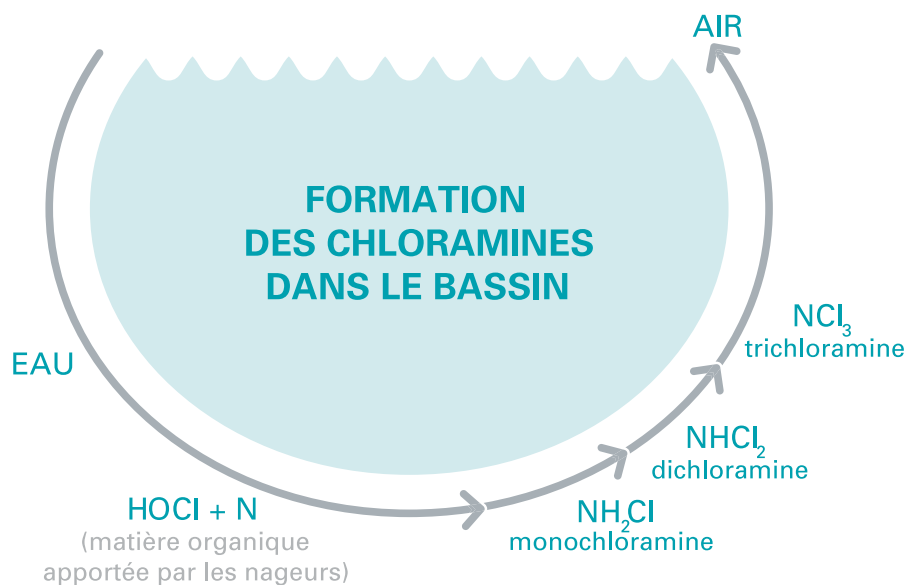 AIR
FORMATION
DES CHLORAMINES
DANS LE BASSIN
EAU
HOCl + N
(matière organique
apportée par les nageurs)
NH₂Cl
monochloramine
NHCl₂
dichloramine
NCl₃
trichloramine